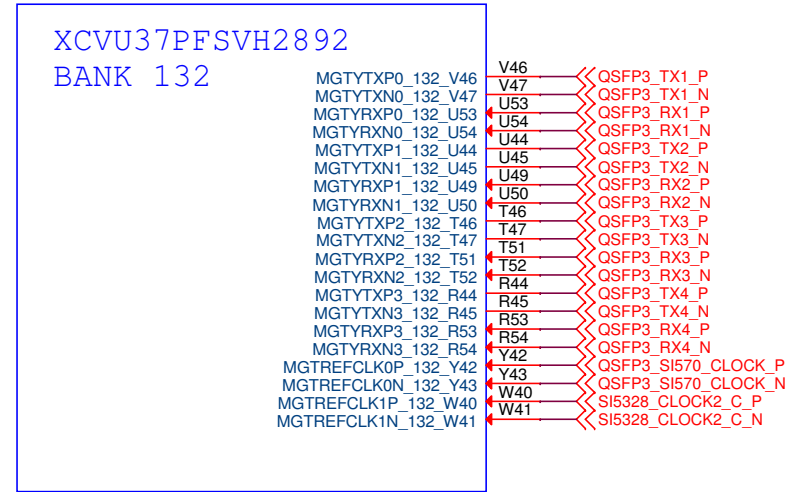 XCVU37PFSVH2892
BANK 132
MGTYTXP0_132_V46 V46 QSFP3_TX1_P
MGTYTXN0_132_V47 V47 QSFP3_TX1_N
MGTYRXP0_132_U53 U53 QSFP3_RX1_P
MGTYRXN0_132_U54 U54 QSFP3_RX1_N
MGTYTXP1_132_U44 U44 QSFP3_TX2_P
MGTYTXN1_132_U45 U45 QSFP3_TX2_N
MGTYRXP1_132_U49 U49 QSFP3_RX2_P
MGTYRXN1_132_U50 U50 QSFP3_RX2_N
MGTYTXP2_132_T46 T46 QSFP3_TX3_P
MGTYTXN2_132_T47 T47 QSFP3_TX3_N
MGTYRXP2_132_T51 T51 QSFP3_RX3_P
MGTYRXN2_132_T52 T52 QSFP3_RX3_N
MGTYTXP3_132_R44 R44 QSFP3_TX4_P
MGTYTXN3_132_R45 R45 QSFP3_TX4_N
MGTYRXP3_132_R53 R53 QSFP3_RX4_P
MGTYRXN3_132_R54 R54 QSFP3_RX4_N
MGTREFCLK0P_132_Y42 Y42 QSFP3_SI570_CLOCK_P
MGTREFCLK0N_132_Y43 Y43 QSFP3_SI570_CLOCK_N
MGTREFCLK1P_132_W40 W40 SI5328_CLOCK2_C_P
MGTREFCLK1N_132_W41 W41 SI5328_CLOCK2_C_N